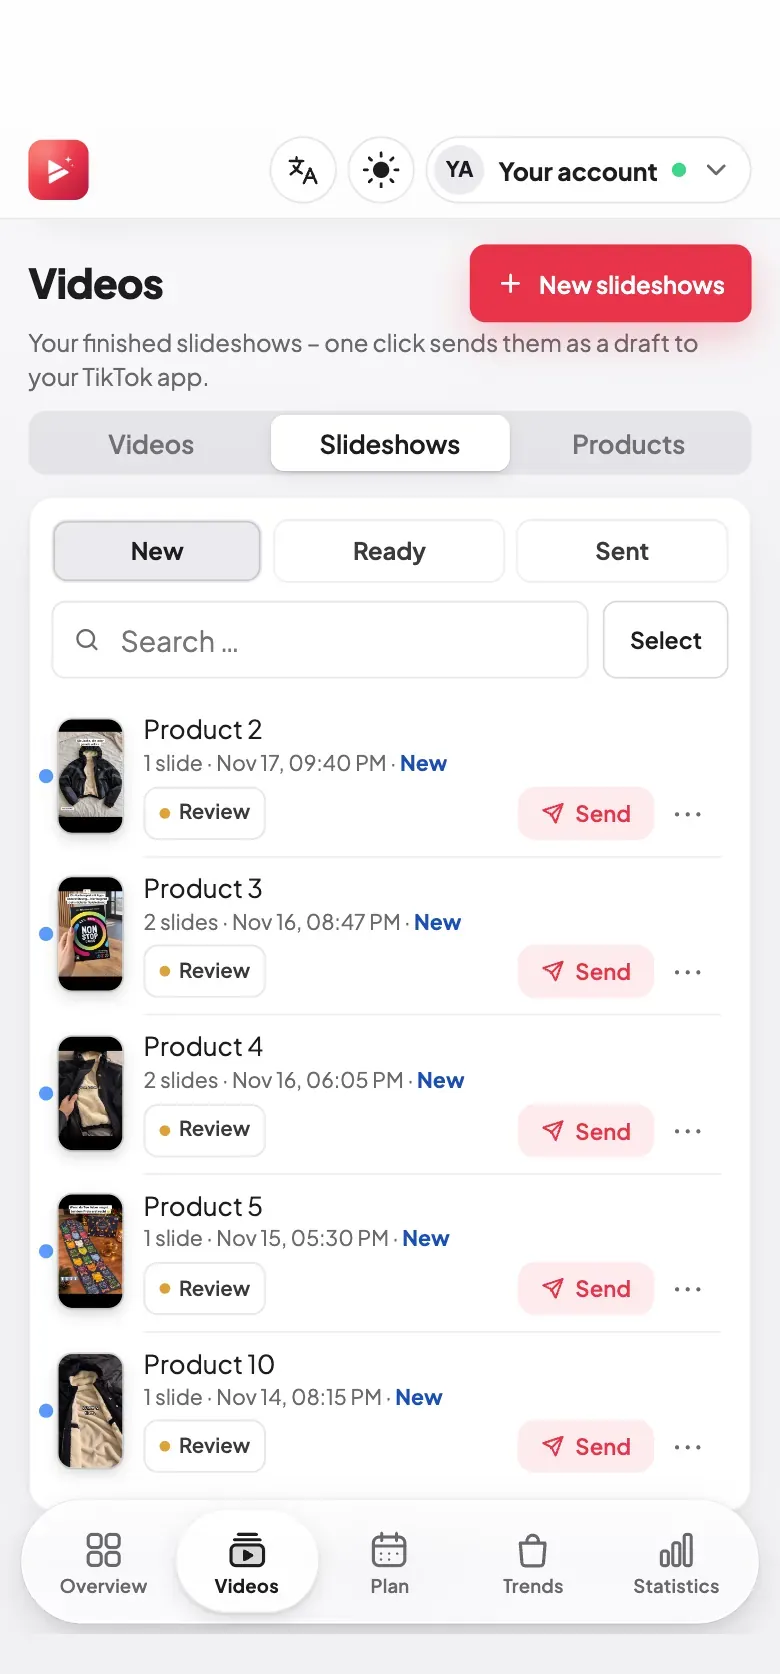 YA Your account
Videos
+ New slideshows
Your finished slideshows – one click sends them as a draft to
your TikTok app.
Videos Slideshows Products
New Ready Sent
Search ... Select
Product 2
1 slide · Nov 17, 09:40 PM · New
Review Send ···
Product 3
2 slides · Nov 16, 08:47 PM · New
Review Send ···
NON
STOP
Product 4
2 slides · Nov 16, 06:05 PM · New
Review Send ···
Product 5
1 slide · Nov 15, 05:30 PM · New
Review Send ···
Product 10
1 slide · Nov 14, 08:15 PM · New
Review Send ···
Overview Videos Plan Trends Statistics